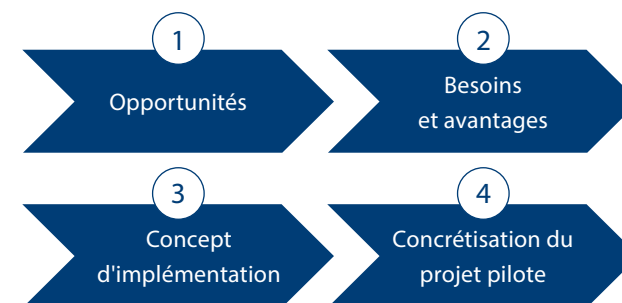 1
Opportunités
2
Besoins
et avantages
3
Concept
d'implémentation
4
Concrétisation du
projet pilote